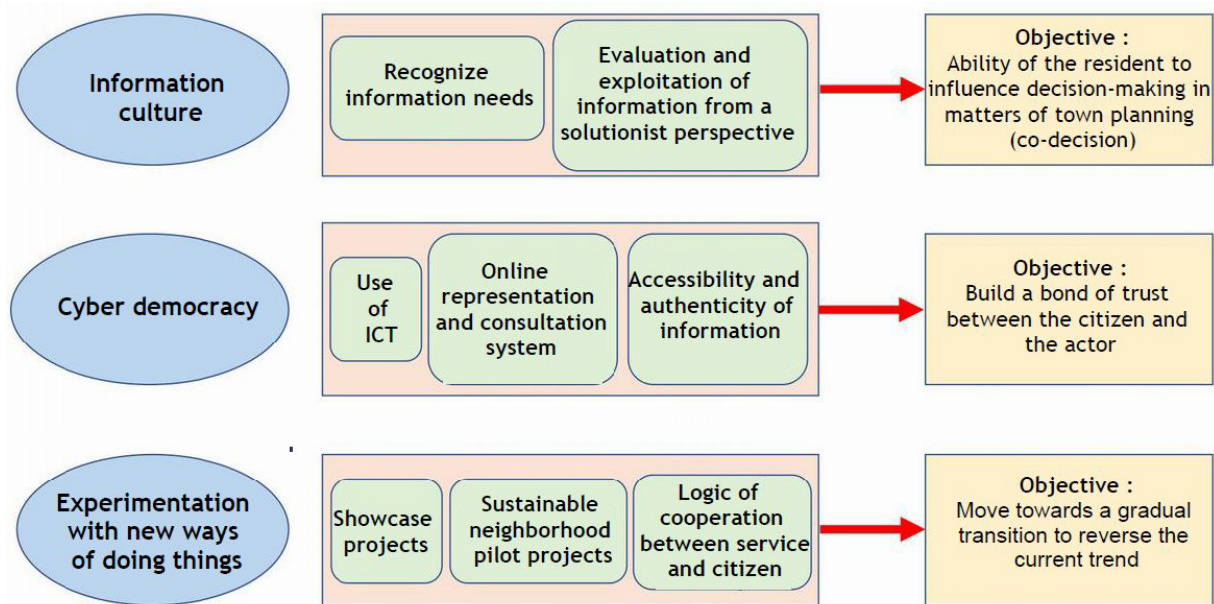 Information
culture
Recognize
information needs
Evaluation and
exploitation of
information from a
solutionist perspective
Objective :
Ability of the resident to
influence decision-making in
matters of town planning
(co-decision)
Cyber democracy
Use
of
ICT
Online
representation
and consultation
system
Accessibility and
authenticity of
information
Objective :
Build a bond of trust
between the citizen and
the actor
Experimentation
with new ways
of doing things
Showcase
projects
Sustainable
neighborhood
pilot projects
Logic of
cooperation
between service
and citizen
Objective :
Move towards a gradual
transition to reverse the
current trend